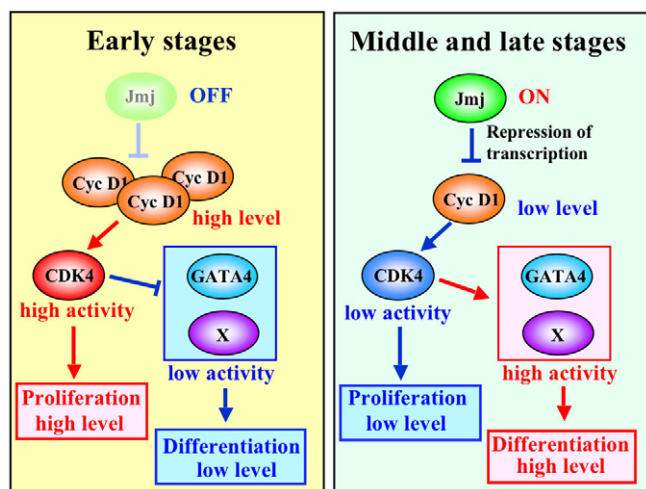 Early stages
Jmj
OFF
Cyc D1
Cyc D1
Cyc D1
high level
CDK4
high activity
GATA4
X
low activity
Proliferation
high level
Differentiation
low level
Middle and late stages
Jmj
ON
Repression of
transcription
Cyc D1
low level
CDK4
low activity
GATA4
X
high activity
Proliferation
low level
Differentiation
high level